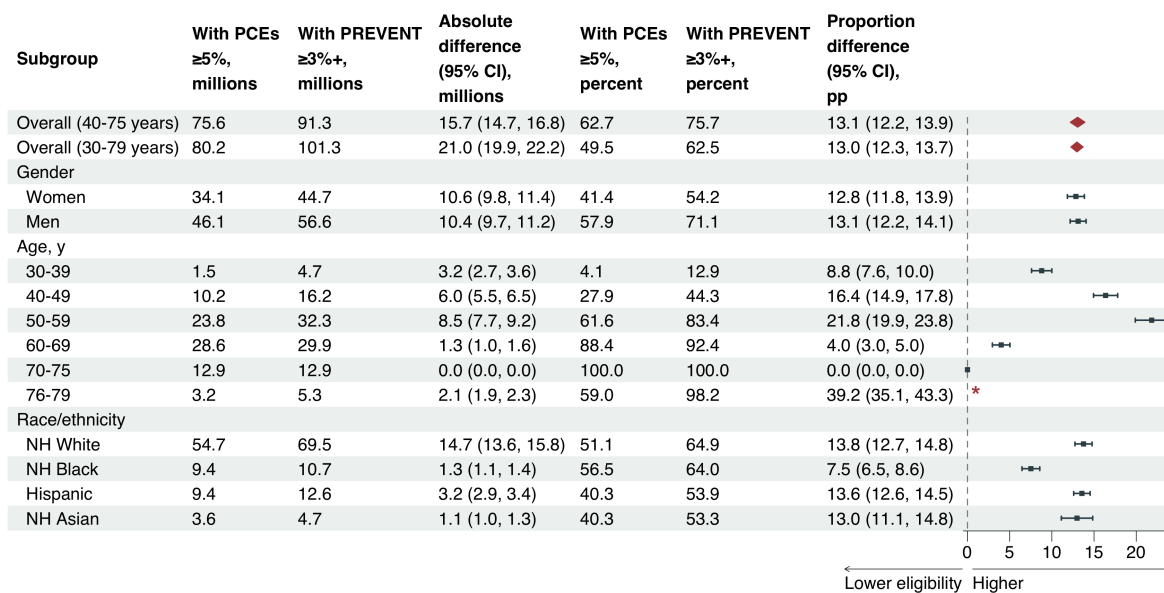 Subgroup With PCEs ≥5%, millions With PREVENT ≥3%+, millions Absolute difference (95% CI), millions With PCEs ≥5%, percent With PREVENT ≥3%+, percent Proportion difference (95% CI), pp
Overall (40-75 years) 75.6 91.3 15.7 (14.7, 16.8) 62.7 75.7 13.1 (12.2, 13.9)
Overall (30-79 years) 80.2 101.3 21.0 (19.9, 22.2) 49.5 62.5 13.0 (12.3, 13.7)
Gender
Women 34.1 44.7 10.6 (9.8, 11.4) 41.4 54.2 12.8 (11.8, 13.9)
Men 46.1 56.6 10.4 (9.7, 11.2) 57.9 71.1 13.1 (12.2, 14.1)
Age, y
30-39 1.5 4.7 3.2 (2.7, 3.6) 4.1 12.9 8.8 (7.6, 10.0)
40-49 10.2 16.2 6.0 (5.5, 6.5) 27.9 44.3 16.4 (14.9, 17.8)
50-59 23.8 32.3 8.5 (7.7, 9.2) 61.6 83.4 21.8 (19.9, 23.8)
60-69 28.6 29.9 1.3 (1.0, 1.6) 88.4 92.4 4.0 (3.0, 5.0)
70-75 12.9 12.9 0.0 (0.0, 0.0) 100.0 100.0 0.0 (0.0, 0.0)
76-79 3.2 5.3 2.1 (1.9, 2.3) 59.0 98.2 39.2 (35.1, 43.3) *
Race/ethnicity
NH White 54.7 69.5 14.7 (13.6, 15.8) 51.1 64.9 13.8 (12.7, 14.8)
NH Black 9.4 10.7 1.3 (1.1, 1.4) 56.5 64.0 7.5 (6.5, 8.6)
Hispanic 9.4 12.6 3.2 (2.9, 3.4) 40.3 53.9 13.6 (12.6, 14.5)
NH Asian 3.6 4.7 1.1 (1.0, 1.3) 40.3 53.3 13.0 (11.1, 14.8)
0 5 10 15 20
Lower eligibility Higher